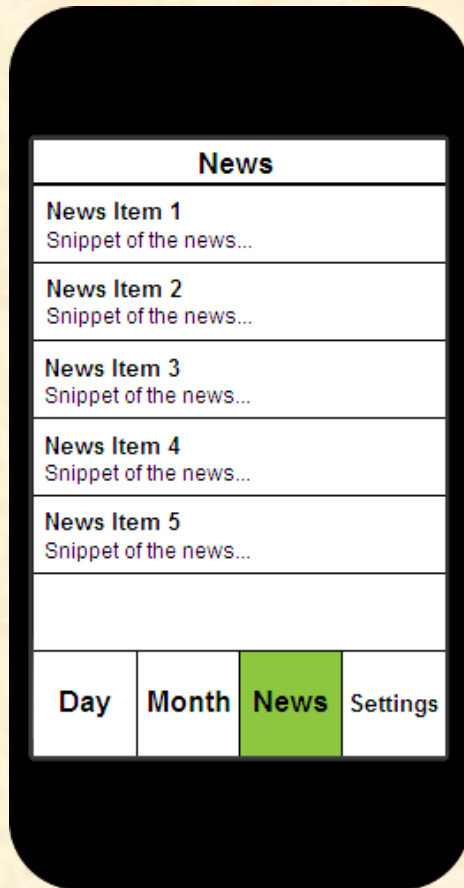 News
News Item 1
Snippet of the news...
News Item 2
Snippet of the news...
News Item 3
Snippet of the news...
News Item 4
Snippet of the news...
News Item 5
Snippet of the news...
Day Month News Settings